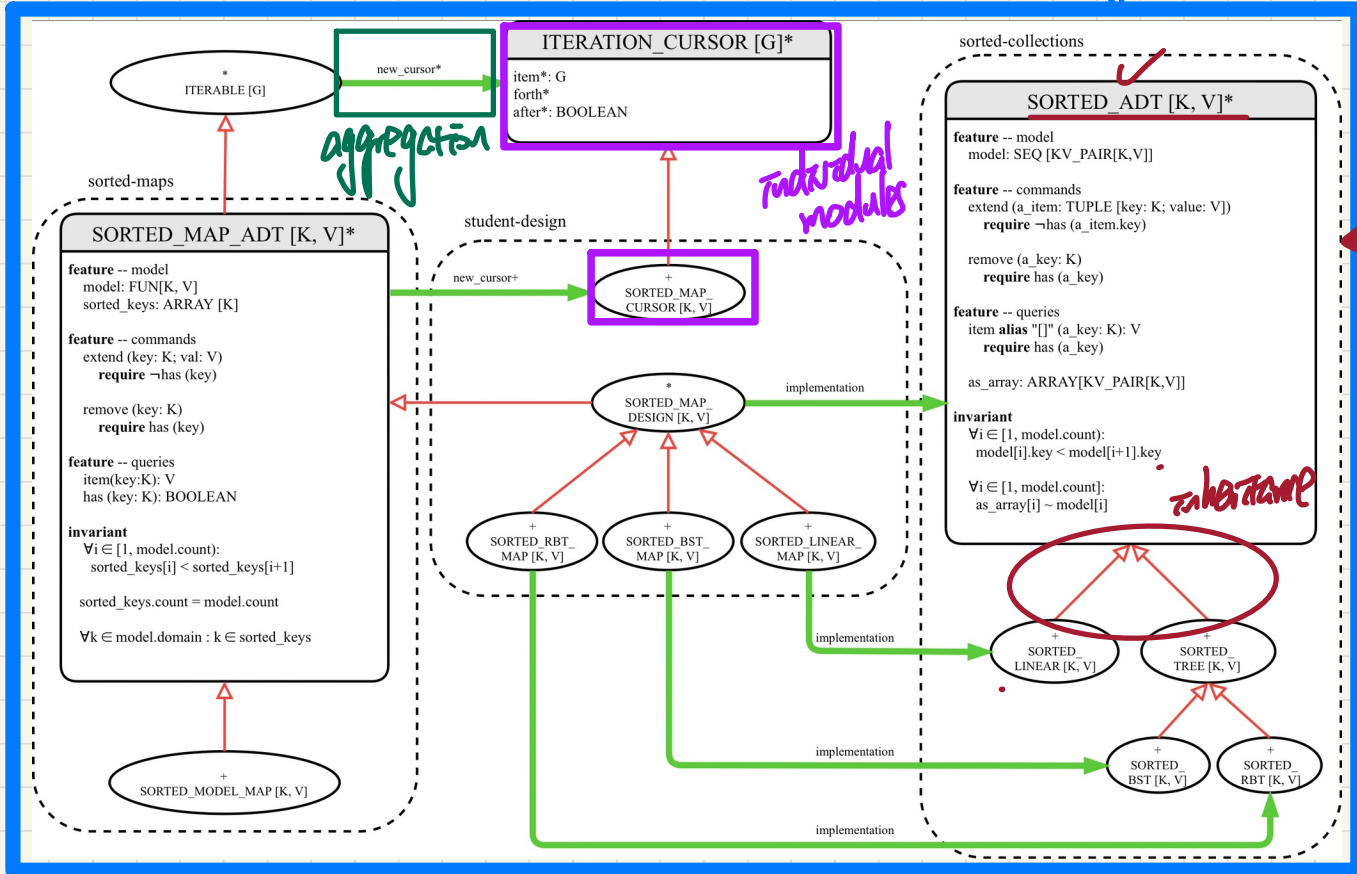 *
ITERABLE [G]
new_cursor*
aggregation
ITERATION_CURSOR [G]*
item*: G
forth*
after*: BOOLEAN
individual
modules
sorted-maps
SORTED_MAP_ADT [K, V]*
feature -- model
model: FUN[K, V]
sorted_keys: ARRAY [K]
feature -- commands
extend (key: K; val: V)
require ¬has (key)
remove (key: K)
require has (key)
feature -- queries
item(key:K): V
has (key: K): BOOLEAN
invariant
∀i ∈ [1, model.count):
sorted_keys[i] < sorted_keys[i+1]
sorted_keys.count = model.count
∀k ∈ model.domain : k ∈ sorted_keys
+
SORTED_MODEL_MAP [K, V]
student-design
new_cursor+
+
SORTED_MAP_
CURSOR [K, V]
*
SORTED_MAP_
DESIGN [K, V]
implementation
+
SORTED_RBT_
MAP [K, V]
+
SORTED_BST_
MAP [K, V]
+
SORTED_LINEAR_
MAP [K, V]
implementation
implementation
implementation
sorted-collections
SORTED_ADT [K, V]*
feature -- model
model: SEQ [KV_PAIR[K,V]]
feature -- commands
extend (a_item: TUPLE [key: K; value: V])
require ¬has (a_item.key)
remove (a_key: K)
require has (a_key)
feature -- queries
item alias "[]" (a_key: K): V
require has (a_key)
as_array: ARRAY[KV_PAIR[K,V]]
invariant
∀i ∈ [1, model.count):
model[i].key < model[i+1].key
∀i ∈ [1, model.count]:
as_array[i] ~ model[i]
inheritance
+
SORTED_
LINEAR [K, V]
+
SORTED_
TREE [K, V]
+
SORTED_
BST [K, V]
+
SORTED_
RBT [K, V]